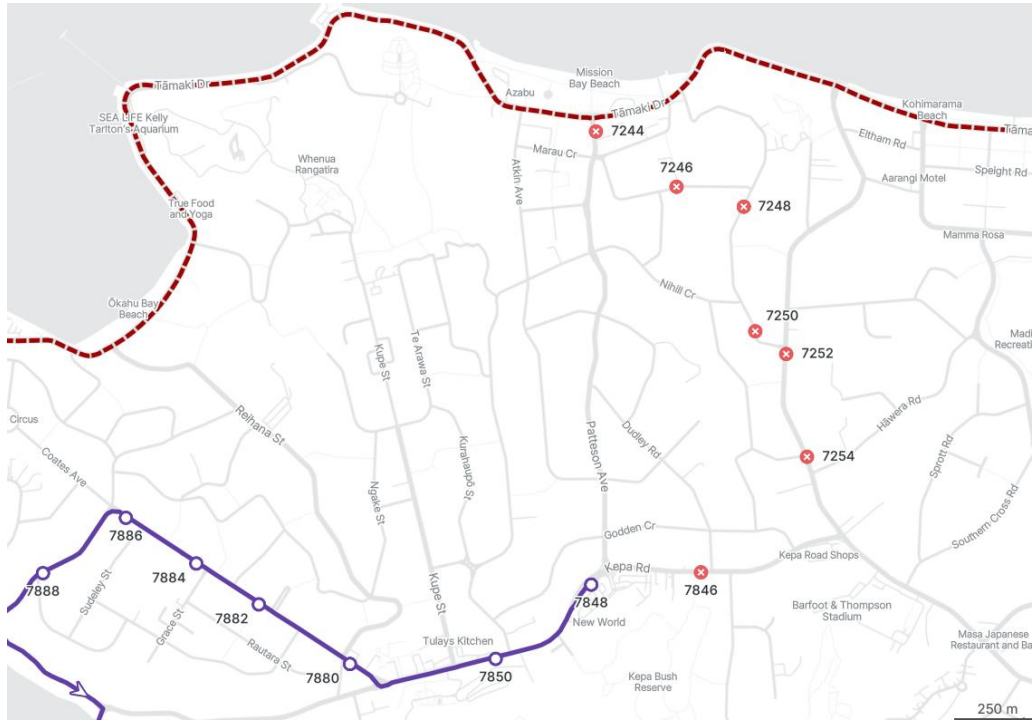 Tāmaki Dr
SEA LIFE Kelly
Tarlton's Aquarium
Whenua
Rangatira
True Food
and Yoga
Ōkahu Bay
Beach
Azabu
Mission
Bay Beach
Tāmaki Dr
7244
Marau Cr
Atkin Ave
7246
7248
Kohimarama
Beach
Tāma
Eltham Rd
Speight Rd
Aarangi Motel
Mamma Rosa
Nihill Cr
7250
7252
Madi
Recreati
Kupe St
Te Arawa St
Reihana St
Circus
Coates Ave
Kurahaupō St
Ngake St
Patteson Ave
Dudley Rd
Hāwera Rd
7254
Sprott Rd
Southern Cross Rd
Godden Cr
Kepa Rd
Kepa Road Shops
7846
7848
New World
Barfoot & Thompson
Stadium
Masa Japanese
Restaurant and Ba
7886
7884
7888
Sudeley St
7882
Grace St
Rautara St
7880
Kupe St
Tulays Kitchen
7850
Kepa Bush
Reserve
250 m